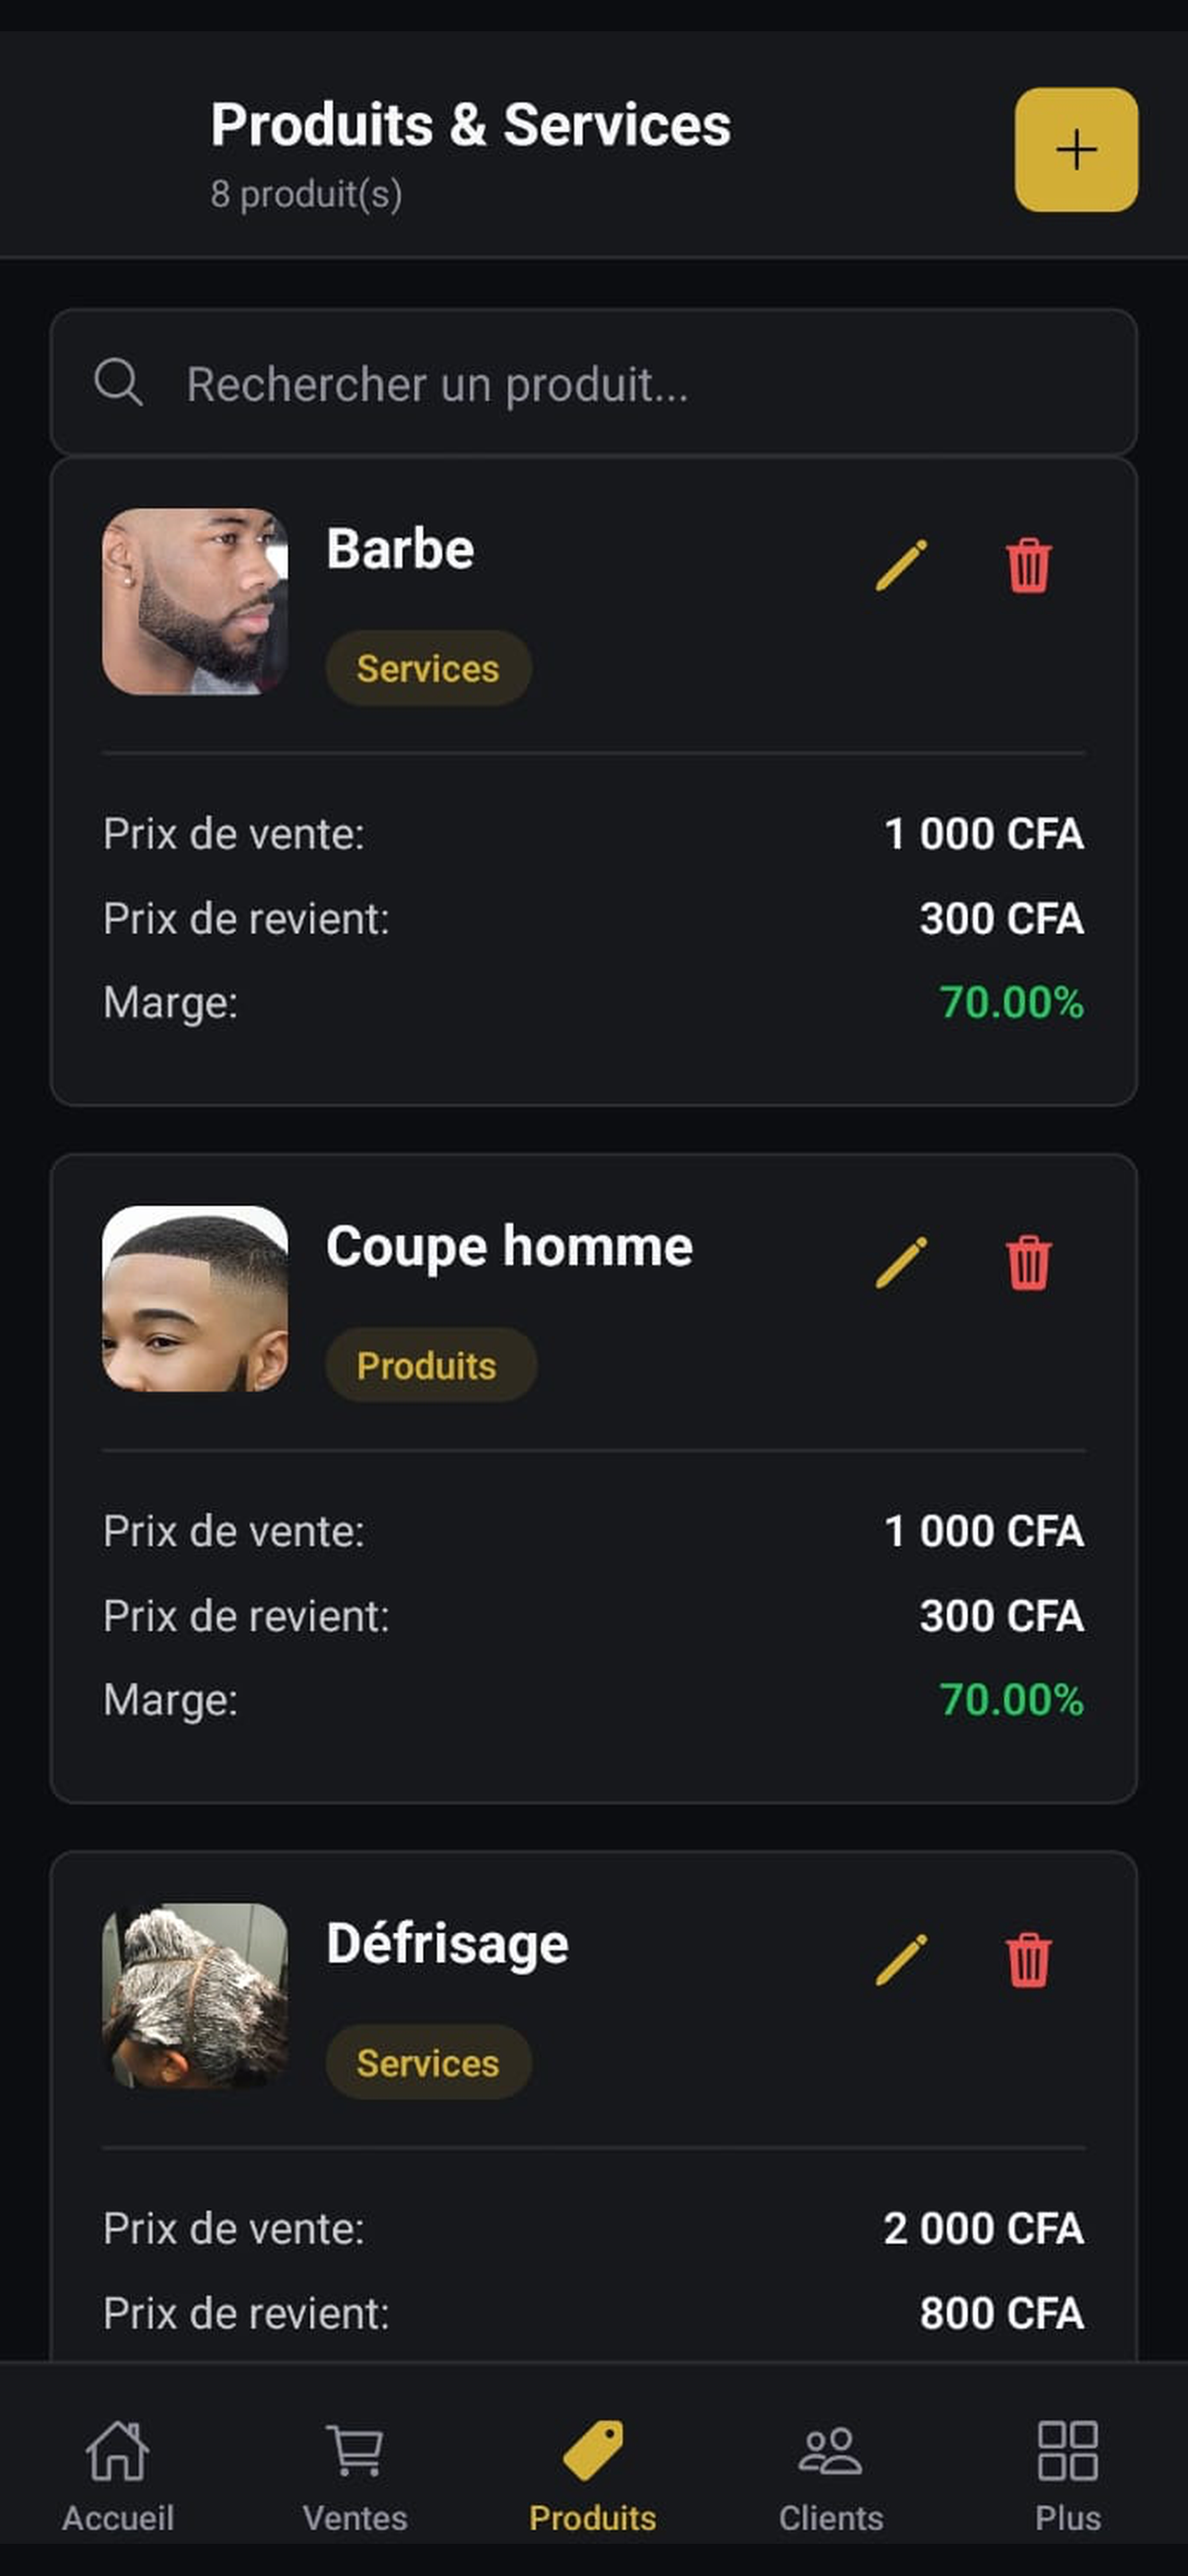 Produits & Services
8 produit(s)
Rechercher un produit...
Barbe
Services
Prix de vente: 1 000 CFA
Prix de revient: 300 CFA
Marge: 70.00%
Coupe homme
Produits
Prix de vente: 1 000 CFA
Prix de revient: 300 CFA
Marge: 70.00%
Défrisage
Services
Prix de vente: 2 000 CFA
Prix de revient: 800 CFA
Accueil Ventes Produits Clients Plus